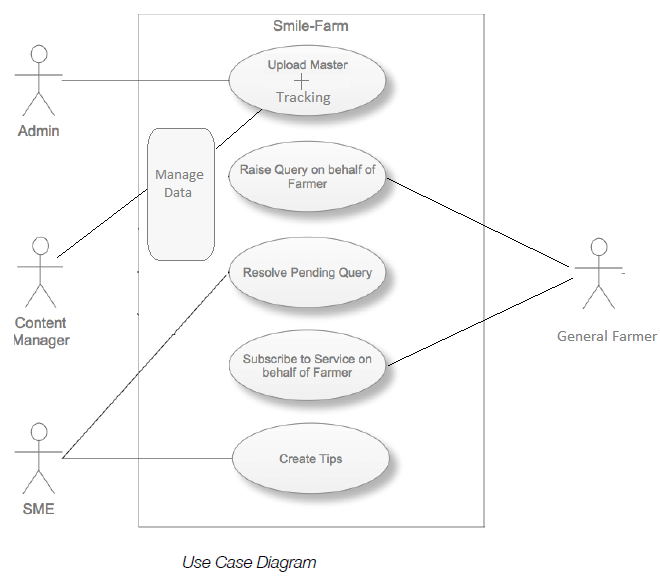 Smile-Farm
Upload Master
Tracking
Admin
Manage
Data
Raise Query on behalf of
Farmer
Content
Manager
Resolve Pending Query
General Farmer
Subscribe to Service on
behalf of Farmer
SME
Create Tips
Use Case Diagram